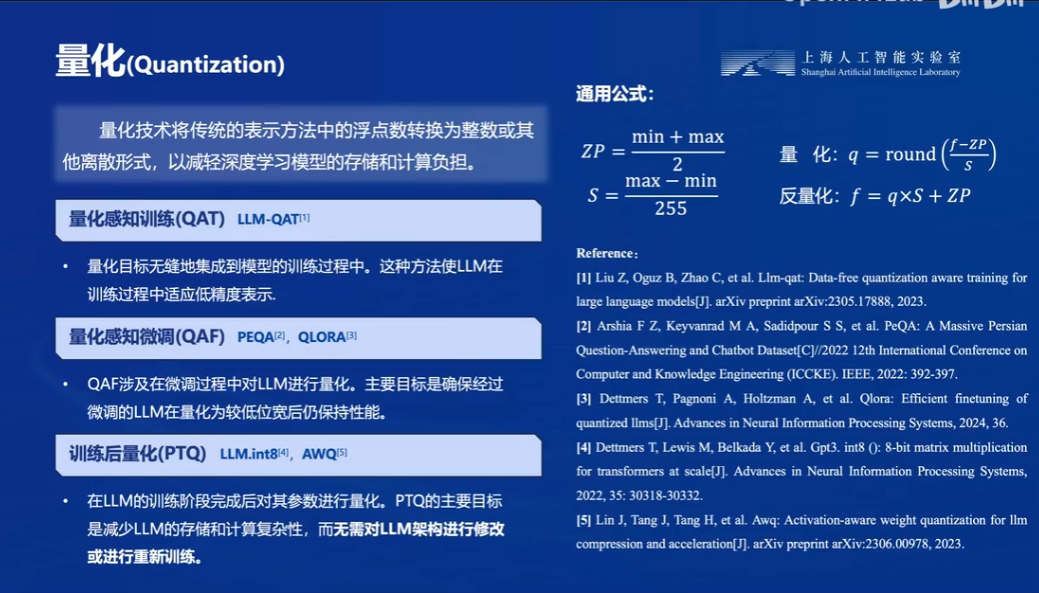 量化(Quantization)
上海人工智能实验室
Shanghai Artificial Intelligence Laboratory
量化技术将传统的表示方法中的浮点数转换为整数或其
他离散形式，以减轻深度学习模型的存储和计算负担。
量化感知训练(QAT) LLM-QAT[1]
• 量化目标无缝地集成到模型的训练过程中。这种方法使LLM在
训练过程中适应低精度表示.
量化感知微调(QAF) PEQA[2]，QLORA[3]
• QAF涉及在微调过程中对LLM进行量化。主要目标是确保经过
微调的LLM在量化为较低位宽后仍保持性能。
训练后量化(PTQ) LLM.int8[4]，AWQ[5]
• 在LLM的训练阶段完成后对其参数进行量化。PTQ的主要目标
是减少LLM的存储和计算复杂性，而无需对LLM架构进行修改
或进行重新训练。
通用公式：
ZP = (min + max) / 2
S = (max − min) / 255
量 化：q = round((f−ZP)/S)
反量化：f = q×S + ZP
Reference：
[1] Liu Z, Oguz B, Zhao C, et al. Llm-qat: Data-free quantization aware training for
large language models[J]. arXiv preprint arXiv:2305.17888, 2023.
[2] Arshia F Z, Keyvanrad M A, Sadidpour S S, et al. PeQA: A Massive Persian
Question-Answering and Chatbot Dataset[C]//2022 12th International Conference on
Computer and Knowledge Engineering (ICCKE). IEEE, 2022: 392-397.
[3] Dettmers T, Pagnoni A, Holtzman A, et al. Qlora: Efficient finetuning of
quantized llms[J]. Advances in Neural Information Processing Systems, 2024, 36.
[4] Dettmers T, Lewis M, Belkada Y, et al. Gpt3. int8 (): 8-bit matrix multiplication
for transformers at scale[J]. Advances in Neural Information Processing Systems,
2022, 35: 30318-30332.
[5] Lin J, Tang J, Tang H, et al. Awq: Activation-aware weight quantization for llm
compression and acceleration[J]. arXiv preprint arXiv:2306.00978, 2023.